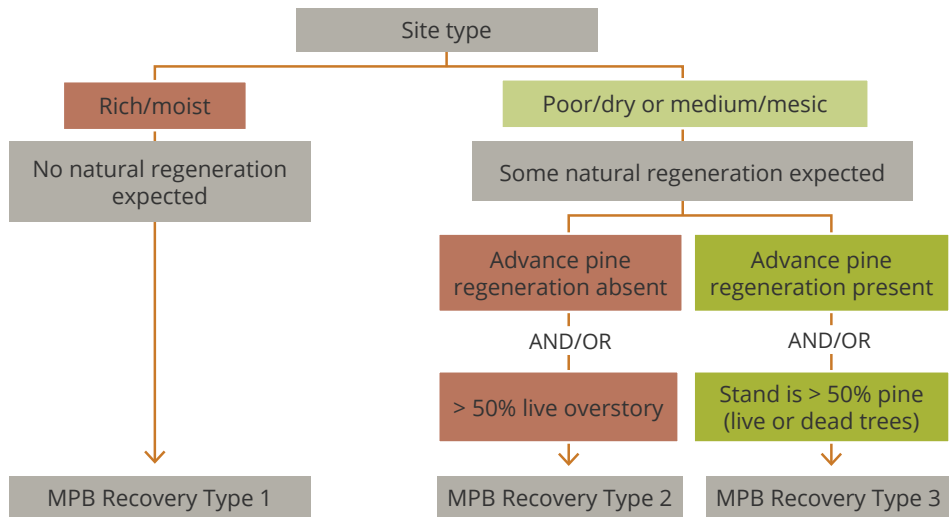 Site type
Rich/moist
Poor/dry or medium/mesic
No natural regeneration
expected
Some natural regeneration expected
Advance pine
regeneration absent
Advance pine
regeneration present
AND/OR
AND/OR
> 50% live overstory
Stand is > 50% pine
(live or dead trees)
MPB Recovery Type 1
MPB Recovery Type 2
MPB Recovery Type 3